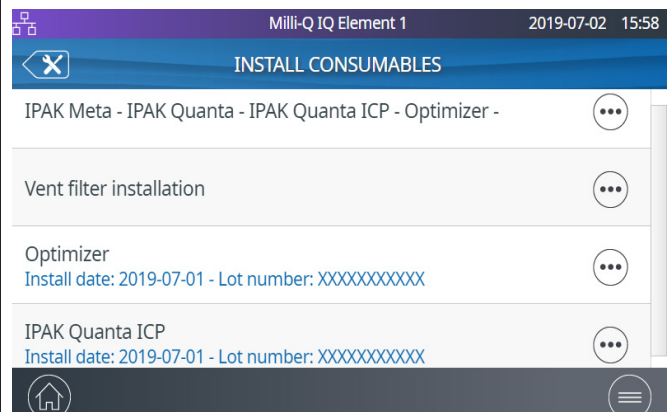 Milli-Q IQ Element 1 2019-07-02 15:58
INSTALL CONSUMABLES
IPAK Meta - IPAK Quanta - IPAK Quanta ICP - Optimizer -
Vent filter installation
Optimizer
Install date: 2019-07-01 - Lot number: XXXXXXXXXXX
IPAK Quanta ICP
Install date: 2019-07-01 - Lot number: XXXXXXXXXXX